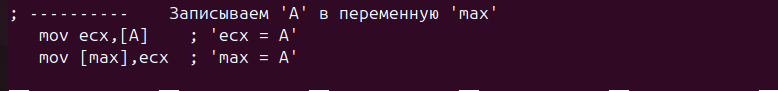 ; ----------    Записываем 'A' в переменную 'max'
   mov ecx,[A]    ; 'ecx = A'
   mov [max],ecx  ; 'max = A'